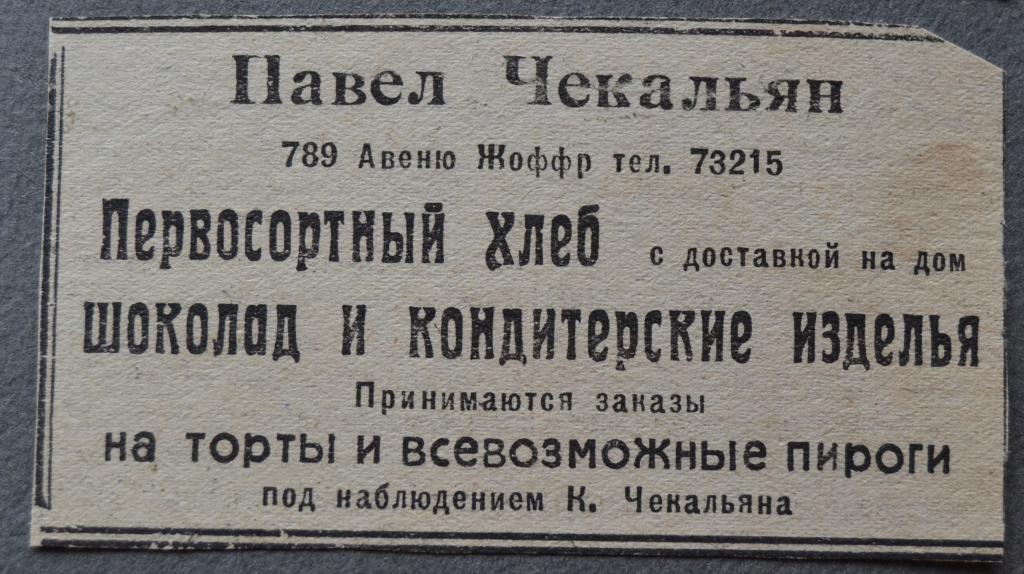 Павел Чекальян
789 Авеню Жоффр тел. 73215
Первосортный хлеб с доставкой на дом
шоколад и кондитерские изделья
Принимаются заказы
на торты и всевозможные пироги
под наблюдением К. Чекальяна